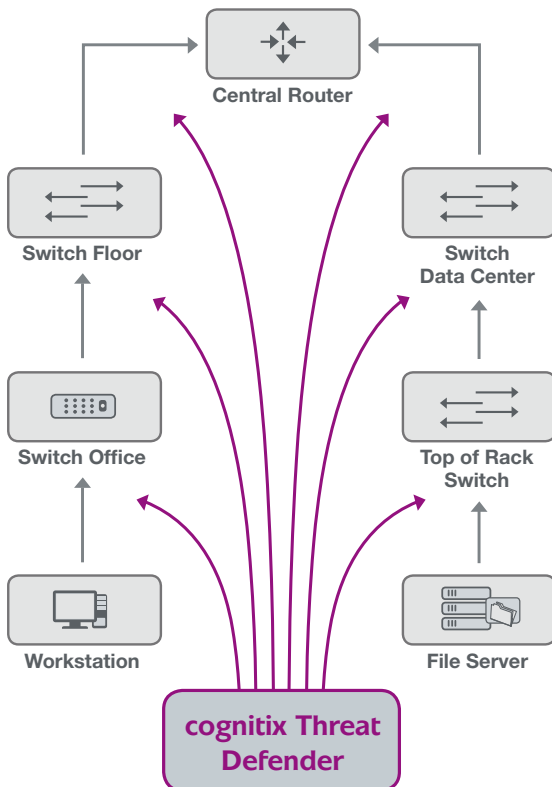 Central Router
Switch Floor
Switch
Data Center
Switch Office
Top of Rack
Switch
Workstation
File Server
cognitix Threat
Defender